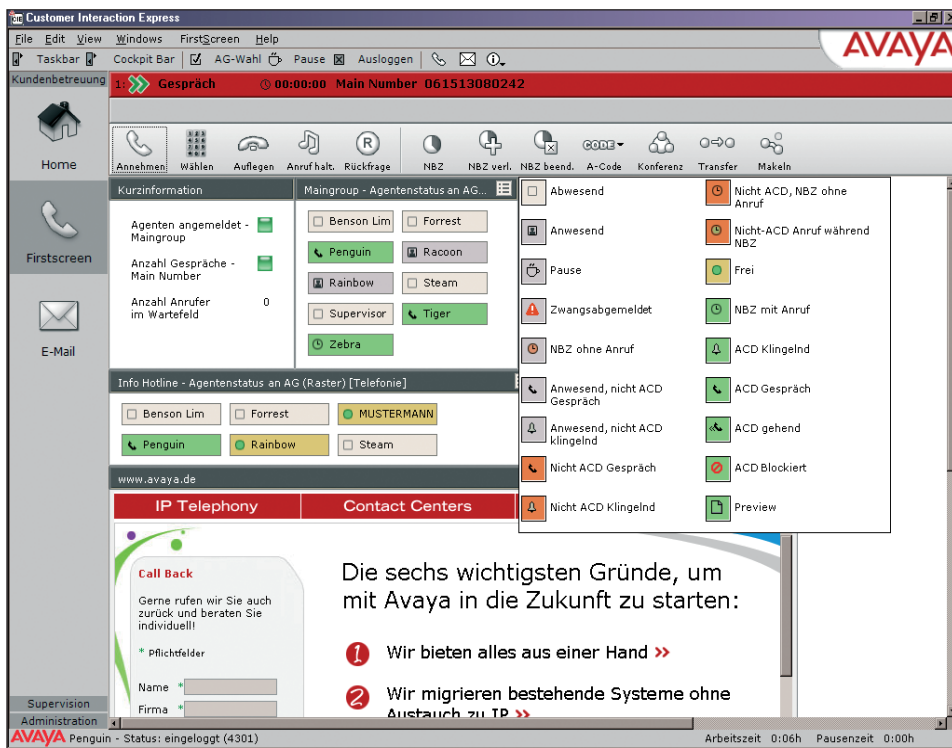 CIE Customer Interaction Express
File Edit View Windows FirstScreen Help
AVAYA
Taskbar Cockpit Bar AG-Wahl Pause Ausloggen
Kundenbetreuung
1: Gespräch 00:00:00 Main Number 061513080242
Home
Firstscreen
E-Mail
Annehmen Wählen Auflegen Anruf halt. Rückfrage NBZ NBZ verl. NBZ beend. A-Code Konferenz Transfer Makeln
R
CODE
Kurzinformation
Agenten angemeldet -
Maingroup
Anzahl Gespräche -
Main Number
Anzahl Anrufer 0
im Wartefeld
Maingroup - Agentenstatus an AG...
Benson Lim Forrest
Penguin Racoon
Rainbow Steam
Supervisor Tiger
Zebra
Info Hotline - Agentenstatus an AG (Raster) [Telefonie]
Benson Lim Forrest MUSTERMANN
Penguin Rainbow Steam
Abwesend
Anwesend
Pause
Zwangsabgemeldet
NBZ ohne Anruf
Anwesend, nicht ACD
Gespräch
Anwesend, nicht ACD
klingelnd
Nicht ACD Gespräch
Nicht ACD Klingelnd
Nicht ACD, NBZ ohne
Anruf
Nicht-ACD Anruf während
NBZ
Frei
NBZ mit Anruf
ACD Klingelnd
ACD Gespräch
ACD gehend
ACD Blockiert
Preview
www.avaya.de
IP Telephony Contact Centers
Call Back
Gerne rufen wir Sie auch
zurück und beraten Sie
individuell!
* Pflichtfelder
Name *
Firma *
Die sechs wichtigsten Gründe, um
mit Avaya in die Zukunft zu starten:
1 Wir bieten alles aus einer Hand >>
2 Wir migrieren bestehende Systeme ohne
Austausch zu IP >>
Supervision
Administration
AVAYA Penguin - Status: eingeloggt (4301) Arbeitszeit 0:06h Pausenzeit 0:00h